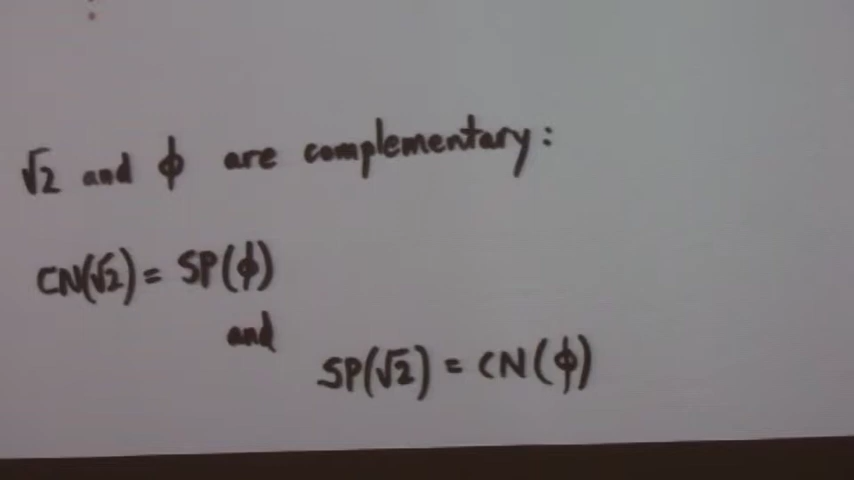 √2 and ϕ are complementary:
CN(√2) = SP(ϕ)
and
SP(√2) = CN(ϕ)